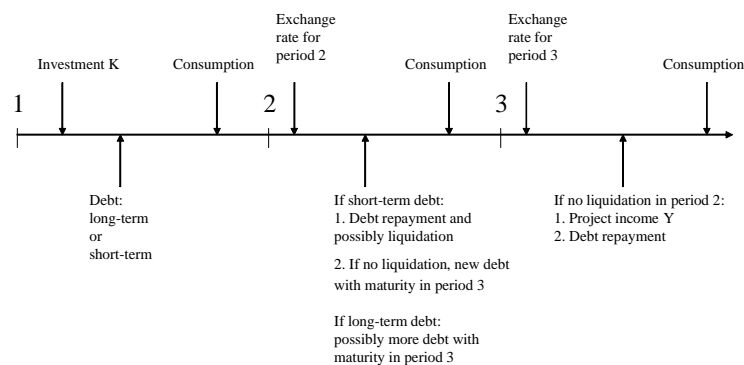 Exchange
rate for
period 2
Exchange
rate for
period 3
Investment K
Consumption
Consumption
Consumption
1
2
3
Debt:
long-term
or
short-term
If short-term debt:
1. Debt repayment and
possibly liquidation
2. If no liquidation, new debt
with maturity in period 3
If long-term debt:
possibly more debt with
maturity in period 3
If no liquidation in period 2:
1. Project income Y
2. Debt repayment